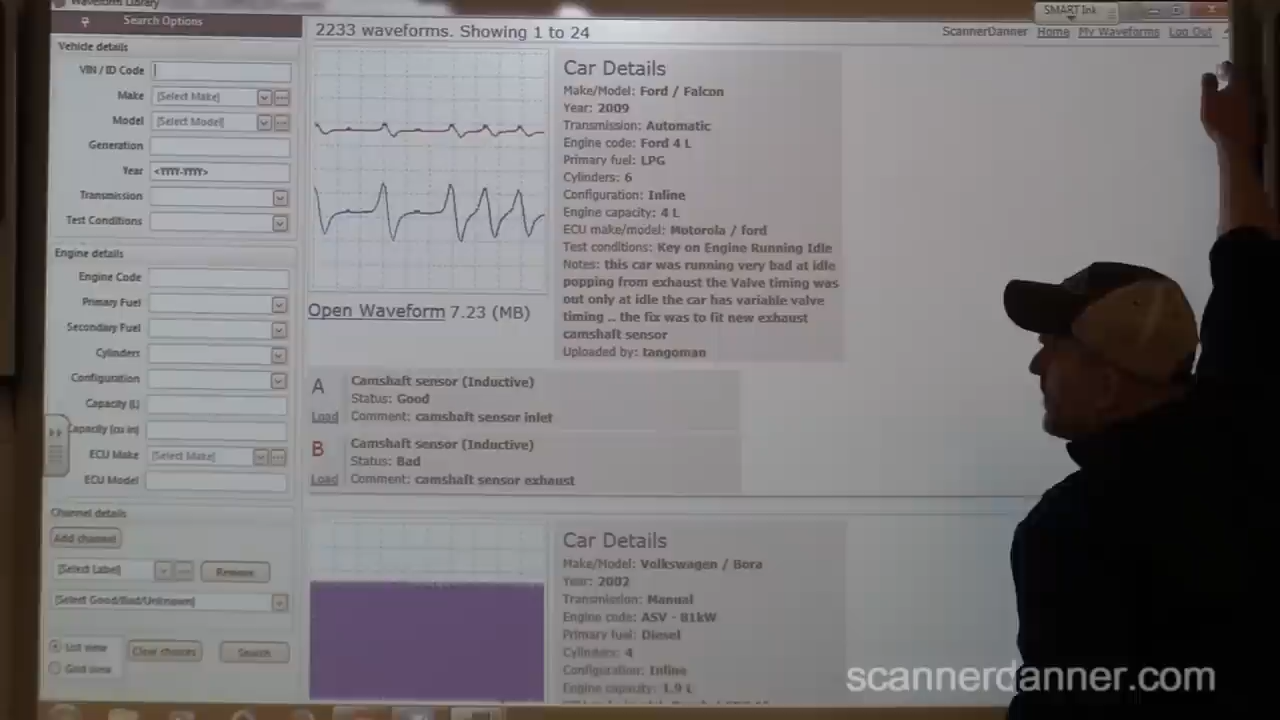 Waveform Library
SMART Ink
Search Options
2233 waveforms. Showing 1 to 24
ScannerDanner Home My Waveforms Log Out
Vehicle details
VIN / ID Code
Make [Select Make]
Model [Select Model]
Generation
Year <YYYY-YYYY>
Transmission
Test Conditions
Engine details
Engine Code
Primary Fuel
Secondary Fuel
Cylinders
Configuration
Capacity (L)
Capacity (cu in)
ECU Make [Select Make]
ECU Model
Channel details
Add channel
[Select Label] Remove
[Select Good/Bad/Unknown]
List view
Grid view
Clear choices
Search
Car Details
Make/Model: Ford / Falcon
Year: 2009
Transmission: Automatic
Engine code: Ford 4 L
Primary fuel: LPG
Cylinders: 6
Configuration: Inline
Engine capacity: 4 L
ECU make/model: Motorola / ford
Test conditions: Key on Engine Running Idle
Notes: this car was running very bad at idle
popping from exhaust the Valve timing was
out only at idle the car has variable valve
timing .. the fix was to fit new exhaust
camshaft sensor
Uploaded by: tangoman
Open Waveform 7.23 (MB)
A
Camshaft sensor (Inductive)
Status: Good
Load Comment: camshaft sensor inlet
B
Camshaft sensor (Inductive)
Status: Bad
Load Comment: camshaft sensor exhaust
Car Details
Make/Model: Volkswagen / Bora
Year: 2002
Transmission: Manual
Engine code: ASV - 81kW
Primary fuel: Diesel
Cylinders: 4
Configuration: Inline
Engine capacity: 1.9 L
scannerdanner.com